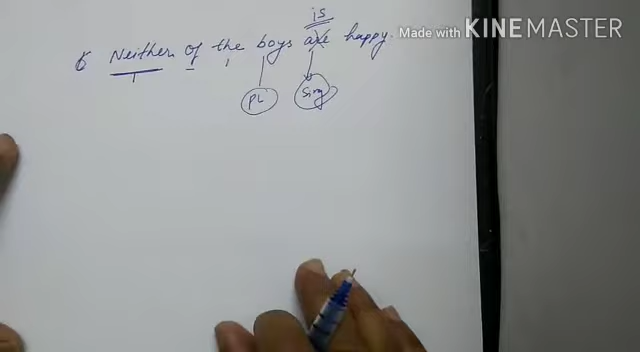 is
6 Neither of the boys are happy.
PL Sing
Made with KINEMASTER